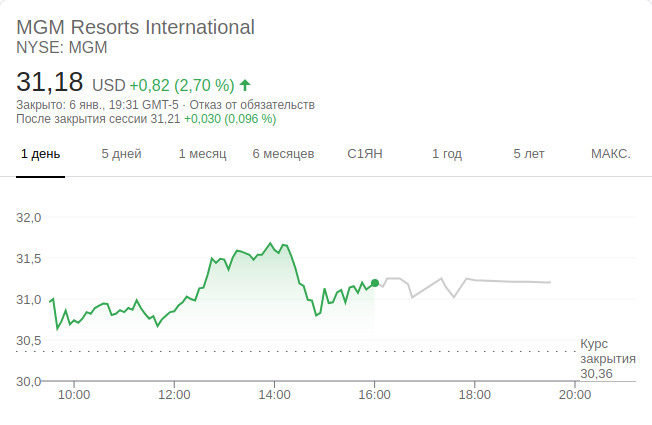 MGM Resorts International
NYSE: MGM
31,18 USD +0,82 (2,70 %)
Закрыто: 6 янв., 19:31 GMT-5 · Отказ от обязательств
После закрытия сессии 31,21 +0,030 (0,096 %)
1 день 5 дней 1 месяц 6 месяцев С1ЯН 1 год 5 лет МАКС.
32,0
31,5
31,0
30,5
30,0
Курс
закрытия
30,36
10:00 12:00 14:00 16:00 18:00 20:00